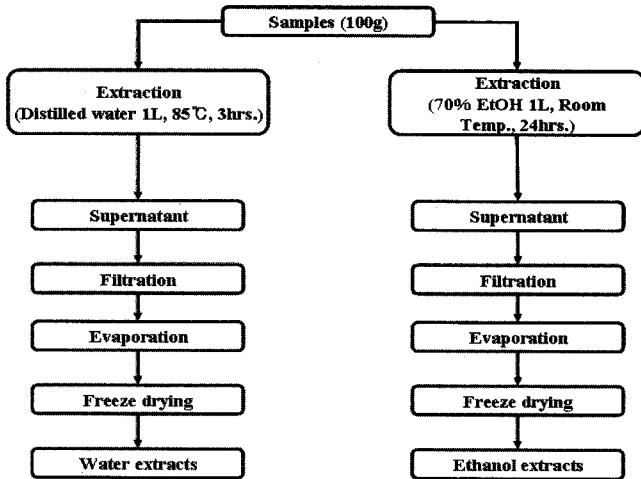 Samples (100g)
Extraction
(Distilled water 1L, 85℃, 3hrs.)
Supernatant
Filtration
Evaporation
Freeze drying
Water extracts
Extraction
(70% EtOH 1L, Room
Temp., 24hrs.)
Supernatant
Filtration
Evaporation
Freeze drying
Ethanol extracts